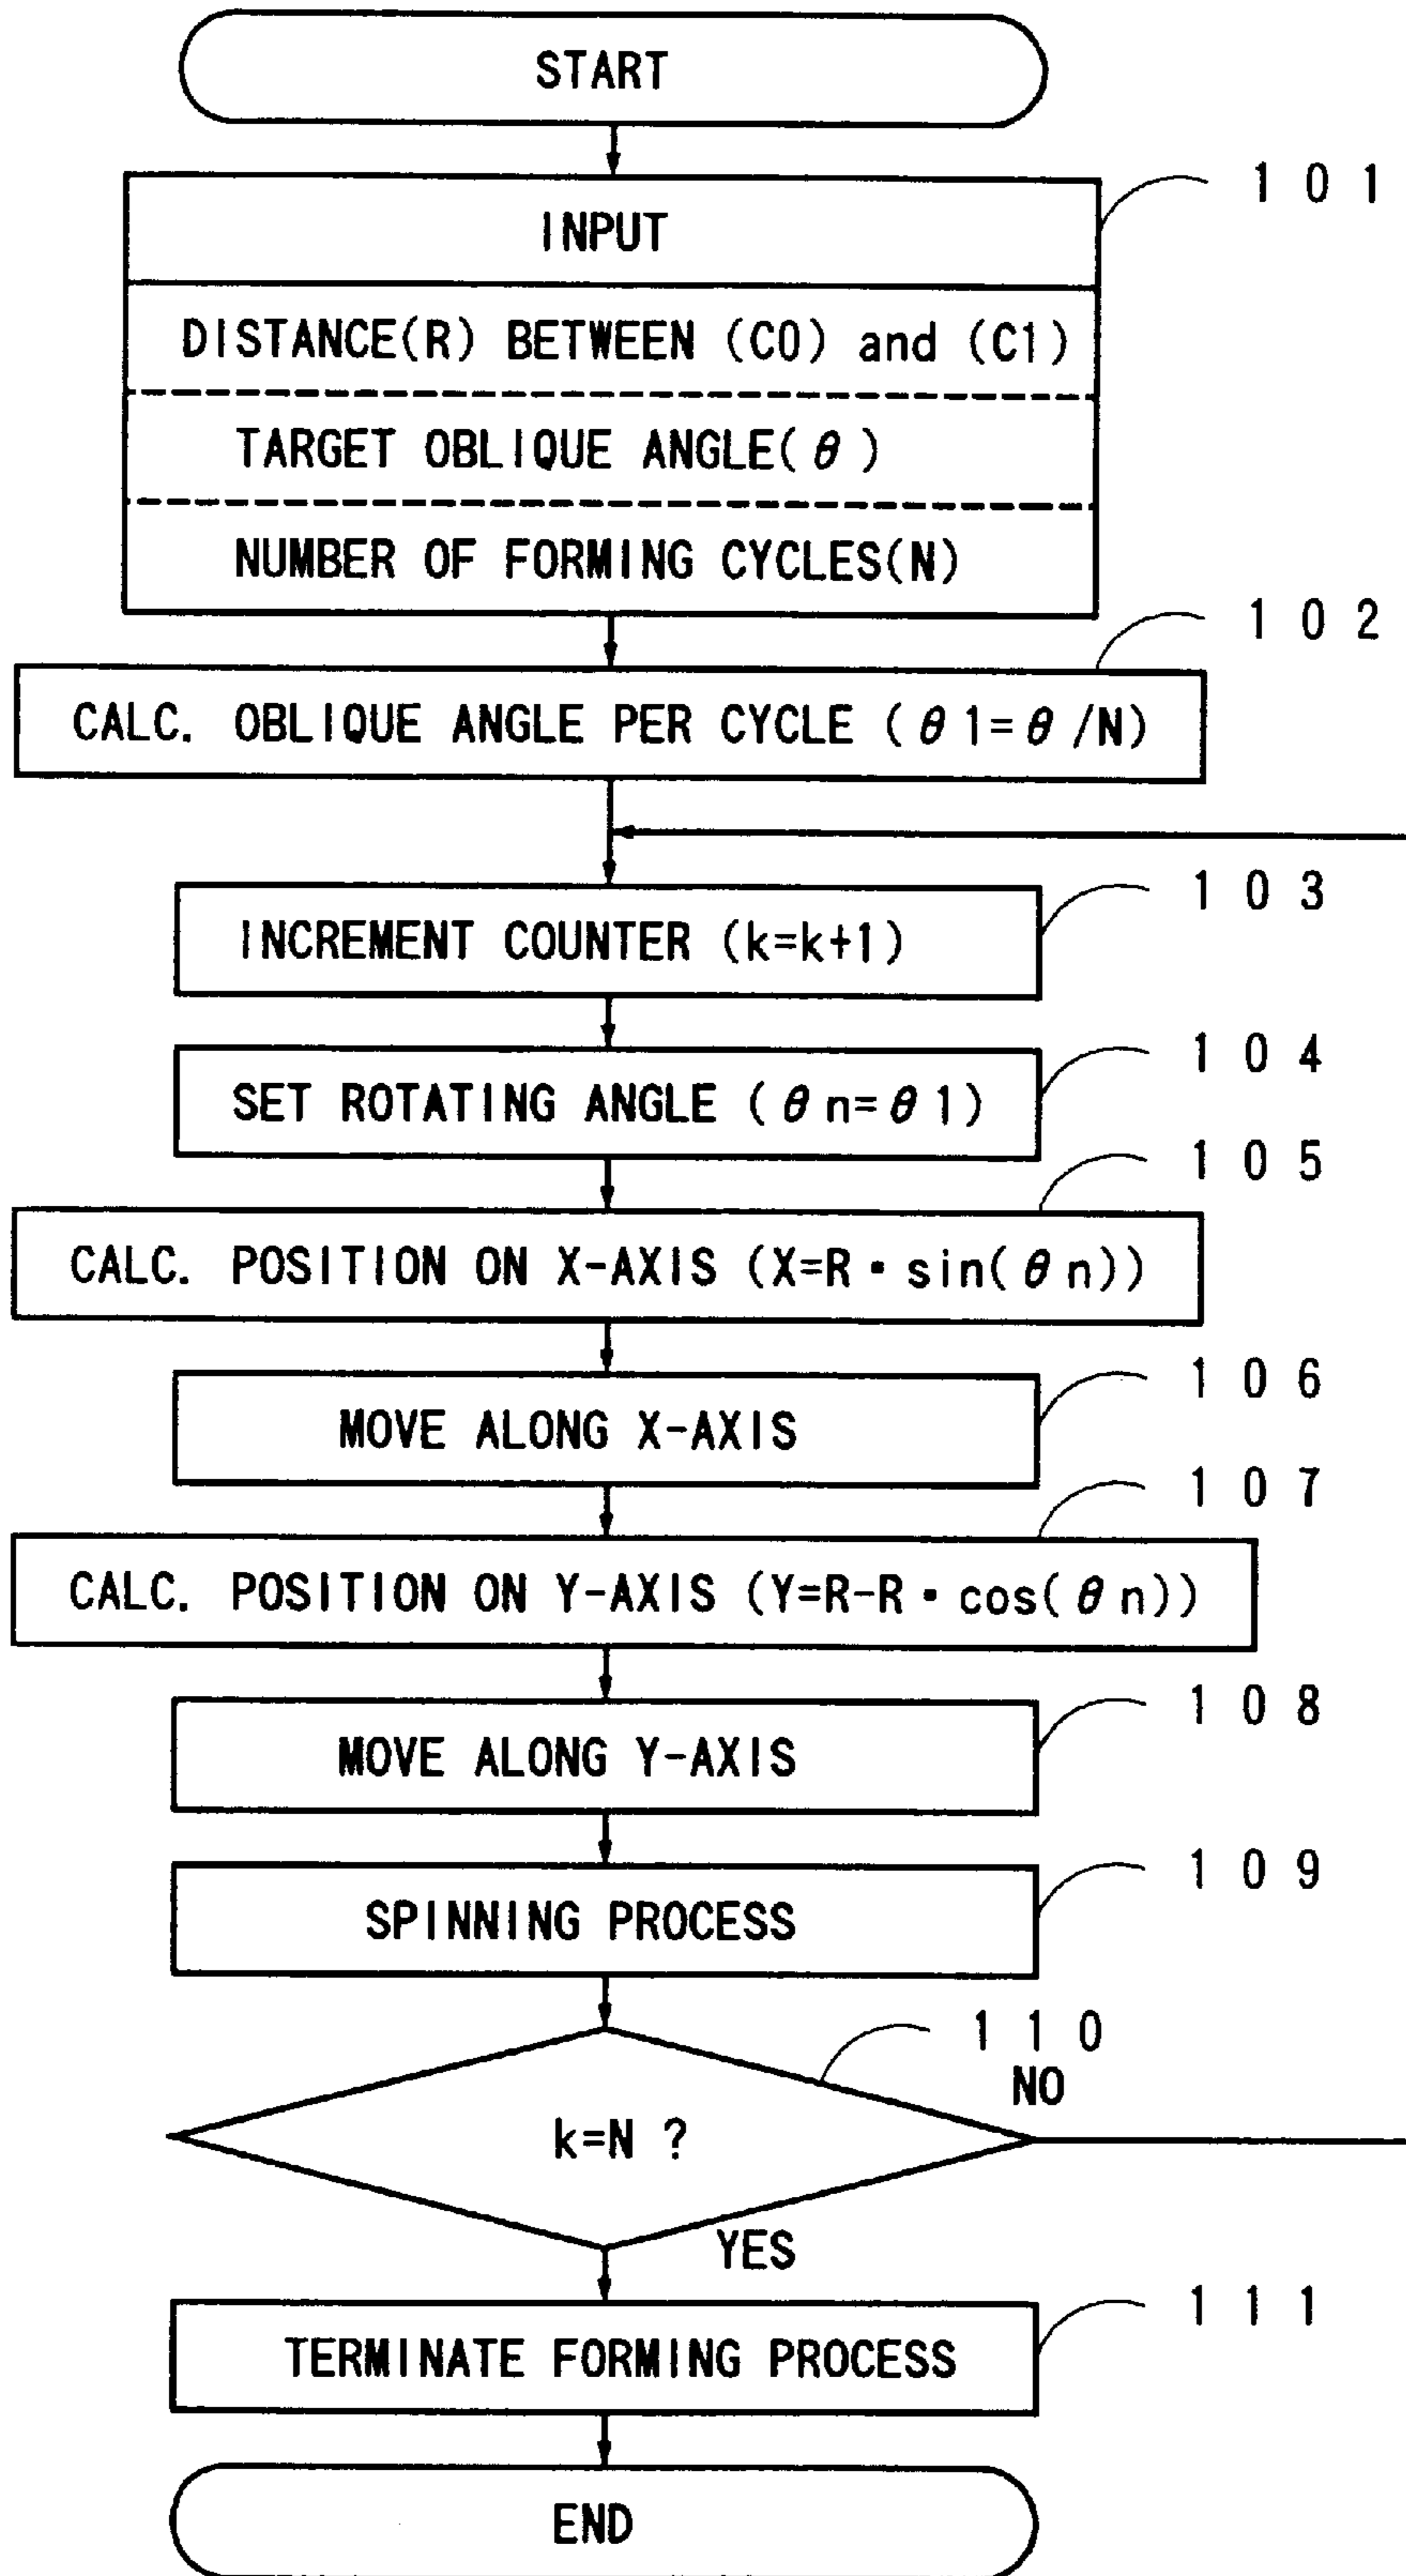 START
101
INPUT
DISTANCE(R) BETWEEN (C0) and (C1)
TARGET OBLIQUE ANGLE(θ)
NUMBER OF FORMING CYCLES(N)
102
CALC. OBLIQUE ANGLE PER CYCLE (θ1=θ/N)
103
INCREMENT COUNTER (k=k+1)
104
SET ROTATING ANGLE (θn=θ1)
105
CALC. POSITION ON X-AXIS (X=R・sin(θn))
106
MOVE ALONG X-AXIS
107
CALC. POSITION ON Y-AXIS (Y=R-R・cos(θn))
108
MOVE ALONG Y-AXIS
109
SPINNING PROCESS
110
NO
k=N ?
YES
111
TERMINATE FORMING PROCESS
END